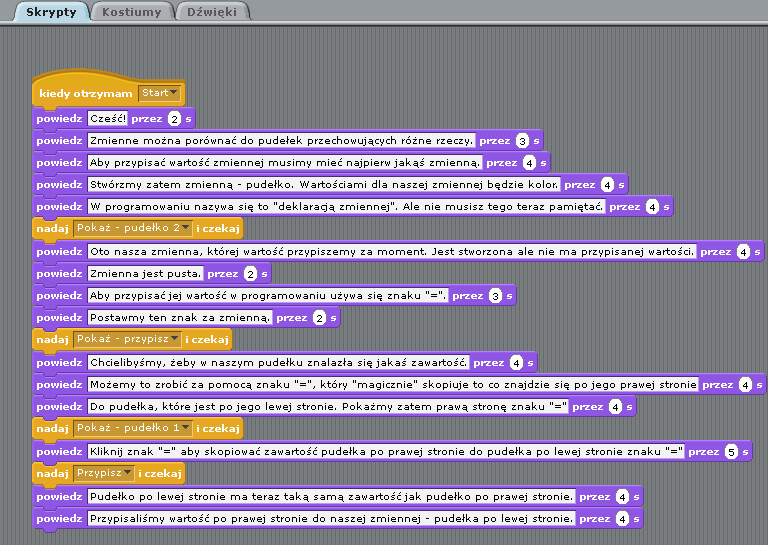 Skrypty Kostiumy Dźwięki
kiedy otrzymam Start
powiedz Cześć! przez 2 s
powiedz Zmienne można porównać do pudełek przechowujących różne rzeczy. przez 3 s
powiedz Aby przypisać wartość zmiennej musimy mieć najpierw jakąś zmienną. przez 4 s
powiedz Stwórzmy zatem zmienną - pudełko. Wartościami dla naszej zmiennej będzie kolor. przez 4 s
powiedz W programowaniu nazywa się to "deklaracją zmiennej". Ale nie musisz tego teraz pamiętać. przez 4 s
nadaj Pokaż - pudełko 2 i czekaj
powiedz Oto nasza zmienna, której wartość przypiszemy za moment. Jest stworzona ale nie ma przypisanej wartości. przez 4 s
powiedz Zmienna jest pusta. przez 2 s
powiedz Aby przypisać jej wartość w programowaniu używa się znaku "=". przez 3 s
powiedz Postawmy ten znak za zmienną. przez 2 s
nadaj Pokaż - przypisz i czekaj
powiedz Chcielibyśmy, żeby w naszym pudełku znalazła się jakaś zawartość. przez 4 s
powiedz Możemy to zrobić za pomocą znaku "=", który "magicznie" skopiuje to co znajdzie się po jego prawej stronie przez 4 s
powiedz Do pudełka, które jest po jego lewej stronie. Pokażmy zatem prawą stronę znaku "=" przez 4 s
nadaj Pokaż - pudełko 1 i czekaj
powiedz Kliknij znak "=" aby skopiować zawartość pudełka po prawej stronie do pudełka po lewej stronie znaku "=" przez 5 s
nadaj Przypisz i czekaj
powiedz Pudełko po lewej stronie ma teraz taką samą zawartość jak pudełko po prawej stronie. przez 4 s
powiedz Przypisaliśmy wartość po prawej stronie do naszej zmiennej - pudełka po lewej stronie. przez 4 s